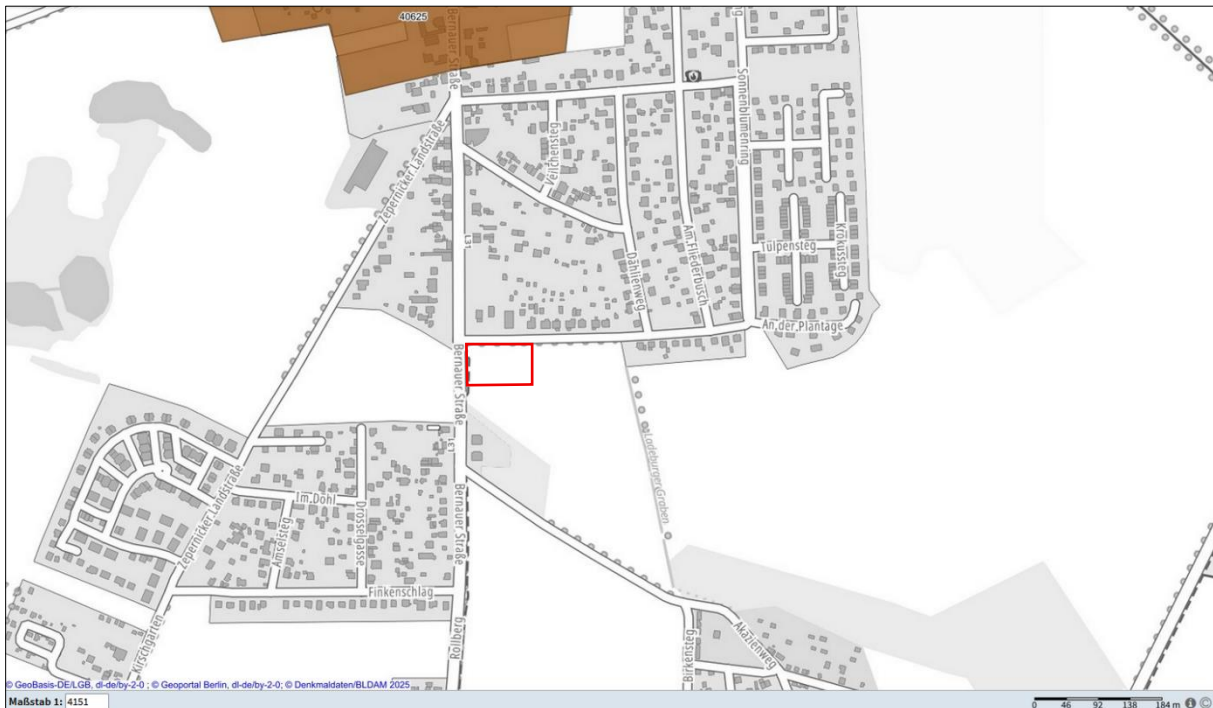 40625
Bernauer Straße
Zepernicker Landstraße
Sonnenblumenring
ng
Veilchensteg
L31
Dahlienweg
Am Fliederbusch
Tulpensteg
Krokussteg
An der Plantage
Bernauer Straße
L31
Ladeburger Graben
Zepernicker Landstraße
Im Dohl
Amselsteg
Drosselgasse
Bernauer Straße
Finkenschlag
Kirschgarten
Rollberg
Birkensteg
Akazienweg
© GeoBasis-DE/LGB, dl-de/by-2-0 ; © Geoportal Berlin, dl-de/by-2-0; © Denkmaldaten/BLDAM 2025
Maßstab 1: 4151
0 46 92 138 184 m